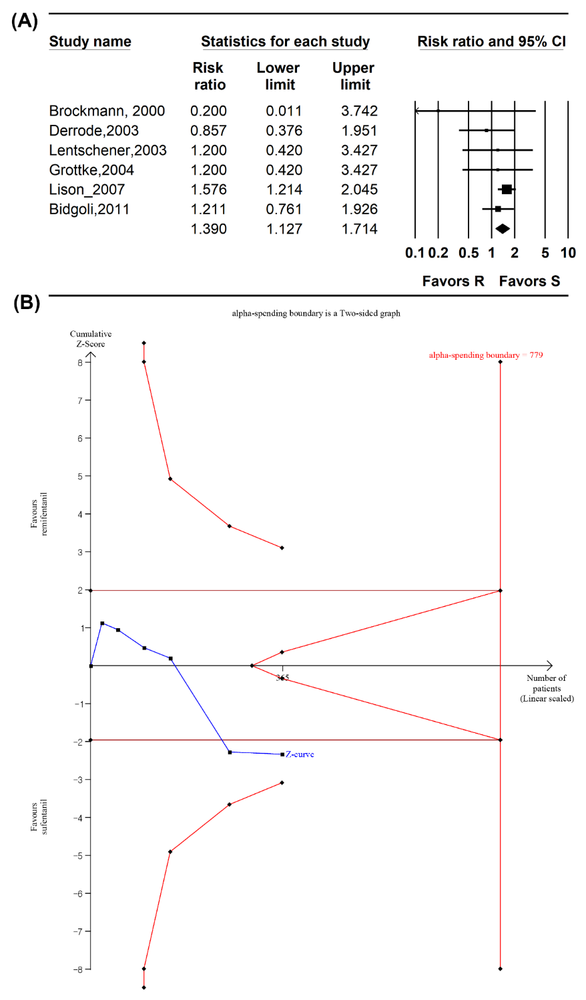 (A)
Study name Statistics for each study Risk ratio and 95% CI
Risk ratio Lower limit Upper limit
Brockmann, 2000 0.200 0.011 3.742
Derrode,2003 0.857 0.376 1.951
Lentschener,2003 1.200 0.420 3.427
Grottke,2004 1.200 0.420 3.427
Lison_2007 1.576 1.214 2.045
Bidgoli,2011 1.211 0.761 1.926
1.390 1.127 1.714
0.1 0.2 0.5 1 2 5 10
Favors R Favors S
(B)
alpha-spending boundary is a Two-sided graph
Cumulative
Z-Score
alpha-spending boundary = 779
8
7
6
5
4
3
2
1
-1
-2
-3
-4
-5
-6
-7
-8
Favours
remifentanil
Favours
sufentanil
365
Number of
patients
(Linear scaled)
Z-curve